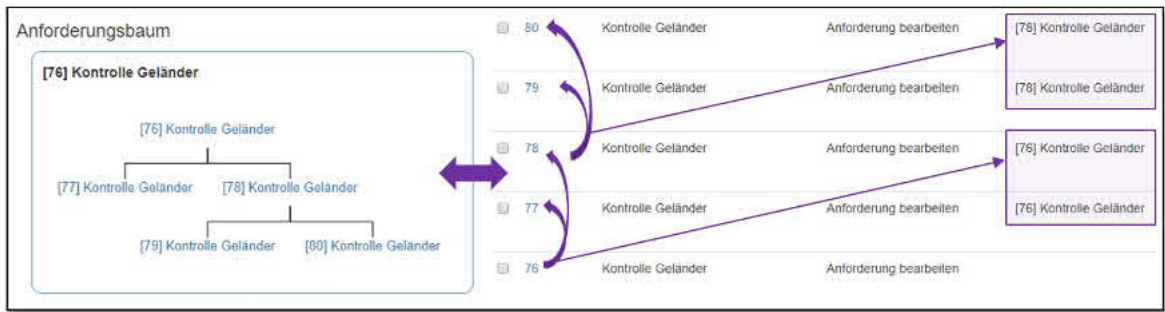 Anforderungsbaum
[76] Kontrolle Geländer
[76] Kontrolle Geländer
[77] Kontrolle Geländer [78] Kontrolle Geländer
[79] Kontrolle Geländer [80] Kontrolle Geländer
80 Kontrolle Geländer Anforderung bearbeiten [78] Kontrolle Geländer
79 Kontrolle Geländer Anforderung bearbeiten [78] Kontrolle Geländer
78 Kontrolle Geländer Anforderung bearbeiten [76] Kontrolle Geländer
77 Kontrolle Geländer Anforderung bearbeiten [76] Kontrolle Geländer
76 Kontrolle Geländer Anforderung bearbeiten